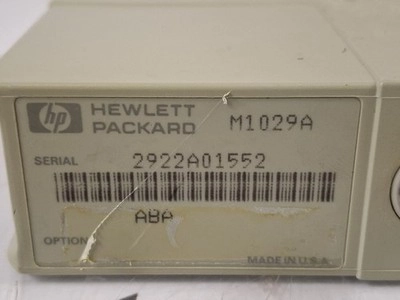 hp HEWLETT
PACKARD M1029A
SERIAL 2922A01552
ABA
OPTION
MADE IN U.S.A